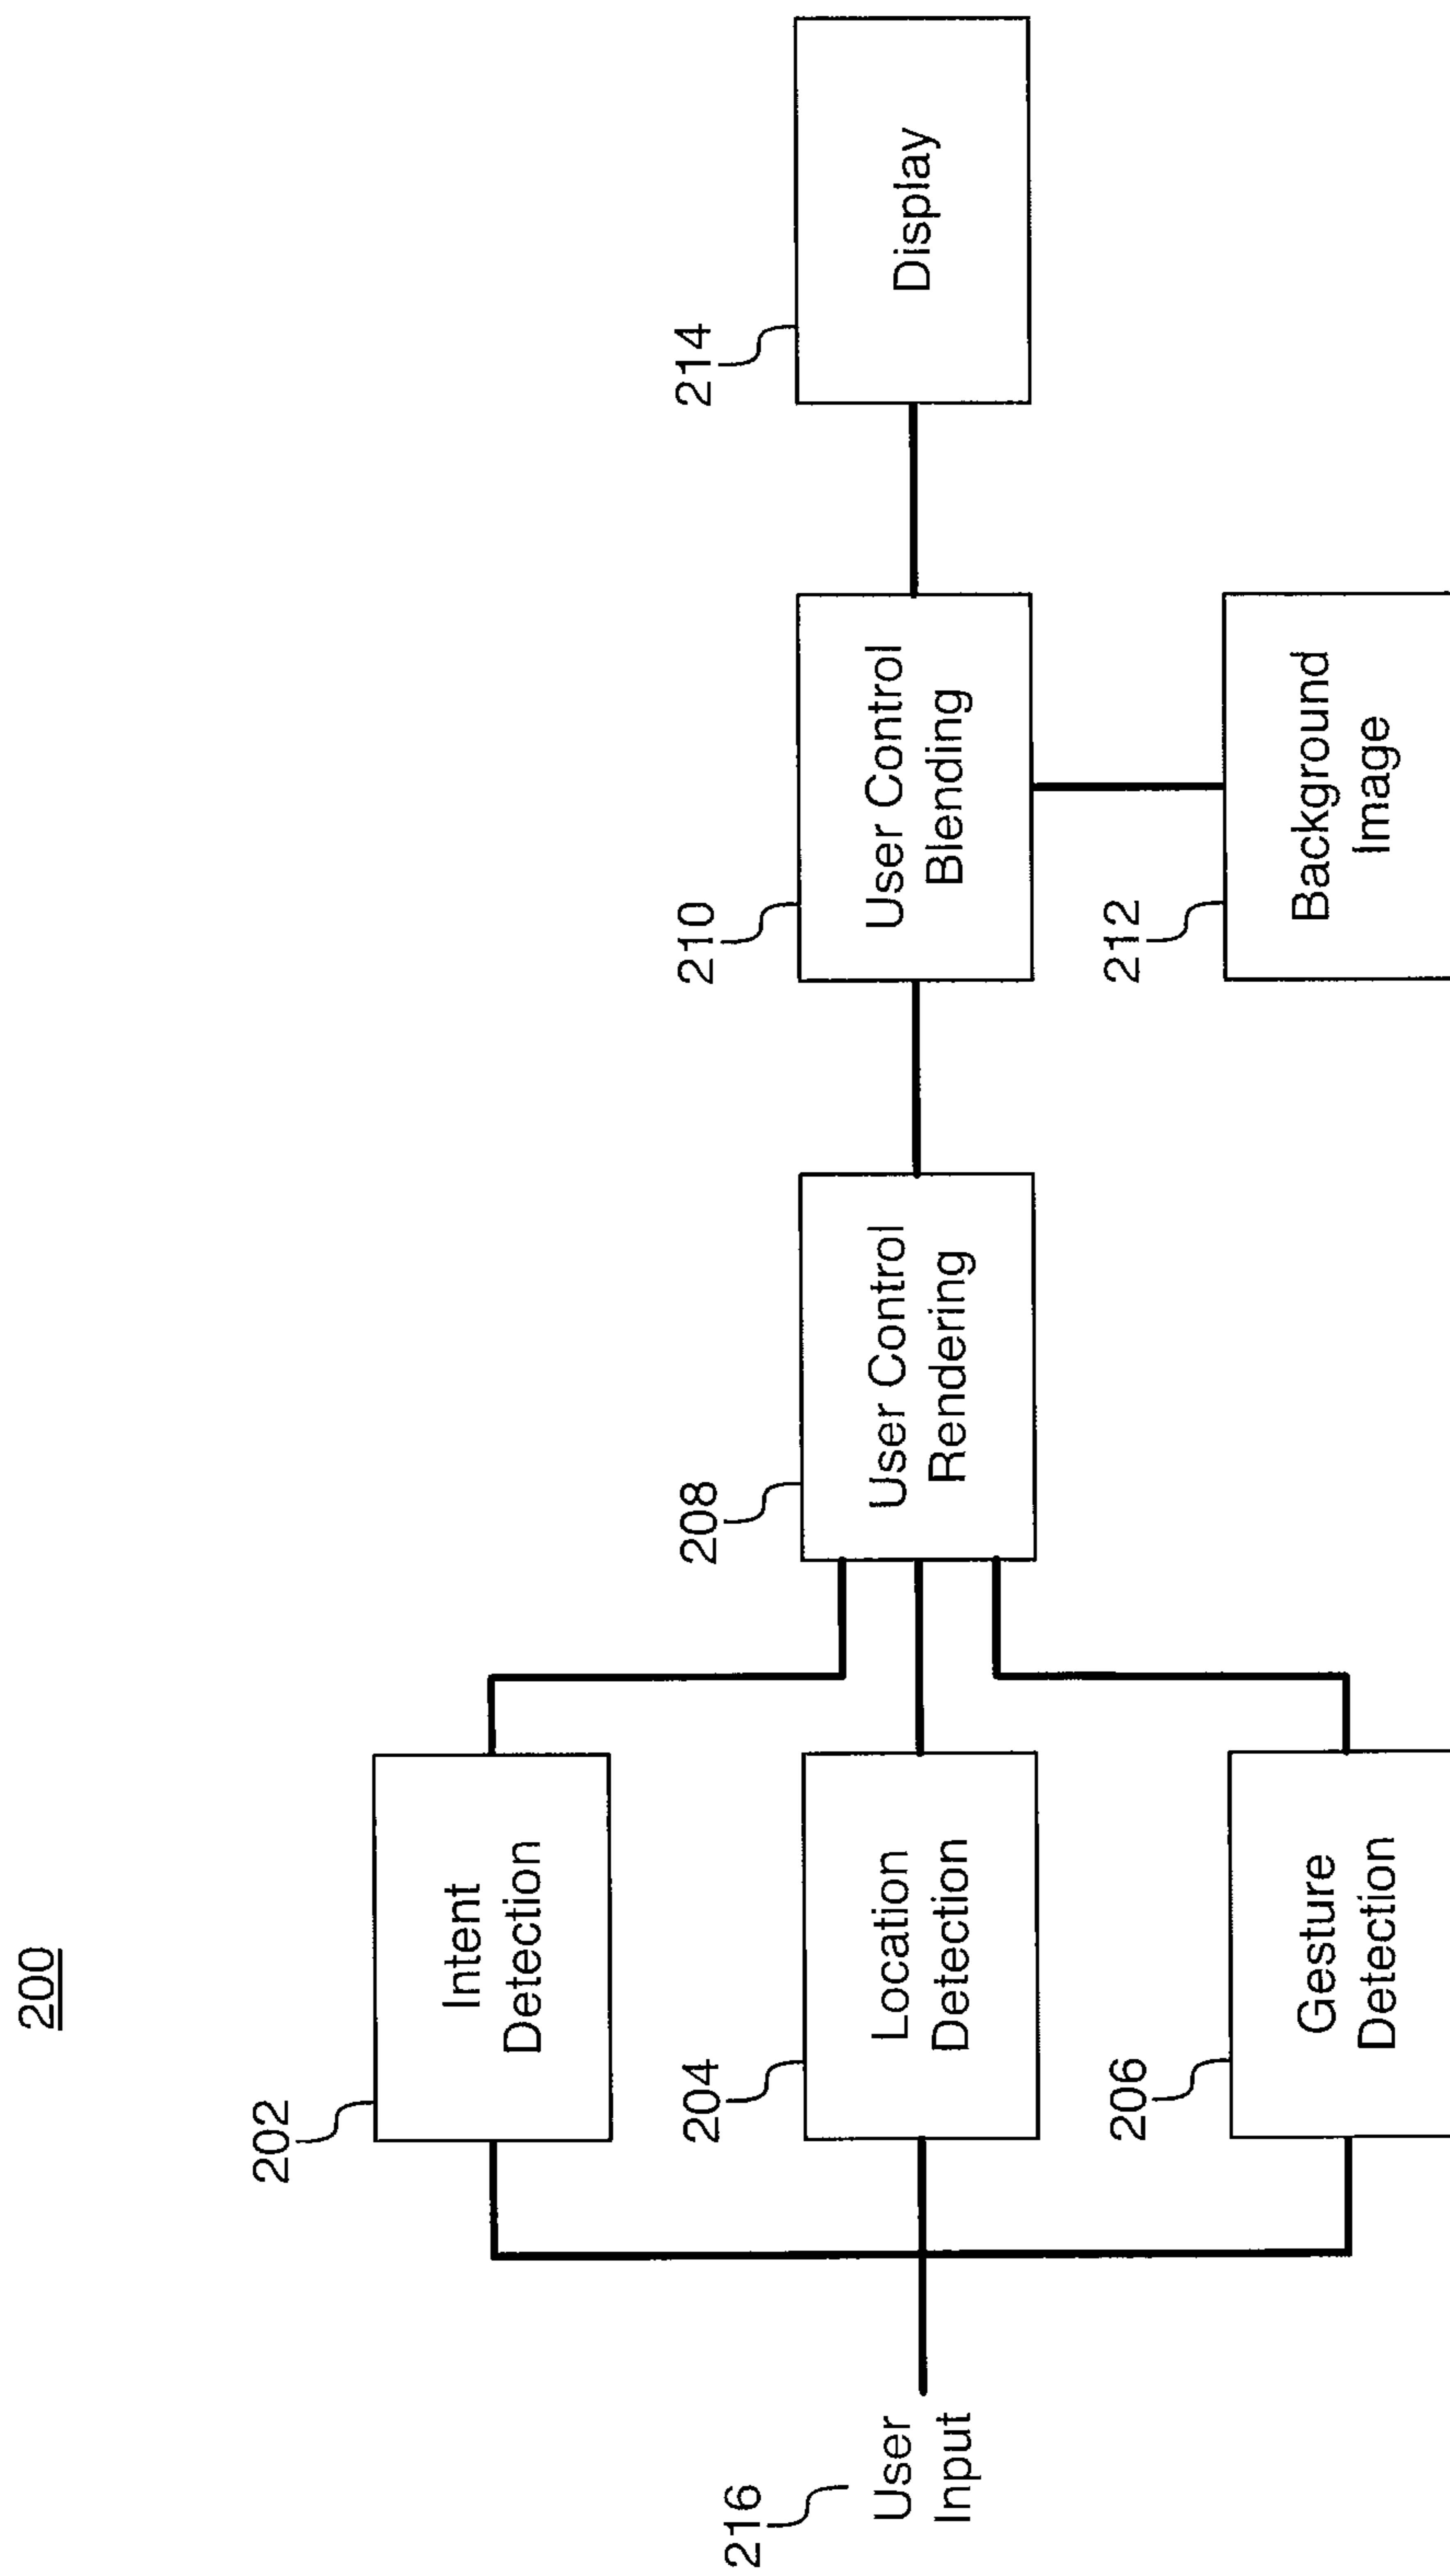 200
202
Intent
Detection
204
Location
Detection
206
Gesture
Detection
216
User
Input
208
User Control
Rendering
210
User Control
Blending
212
Background
Image
214
Display